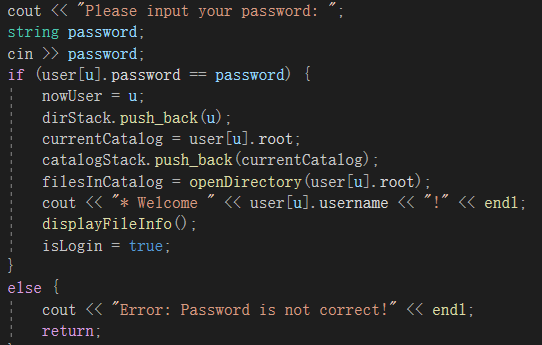 cout << "Please input your password: ";
string password;
cin >> password;
if (user[u].password == password) {
nowUser = u;
dirStack.push_back(u);
currentCatalog = user[u].root;
catalogStack.push_back(currentCatalog);
filesInCatalog = openDirectory(user[u].root);
cout << "* Welcome " << user[u].username << "!" << endl;
displayFileInfo();
isLogin = true;
}
else {
cout << "Error: Password is not correct!" << endl;
return;